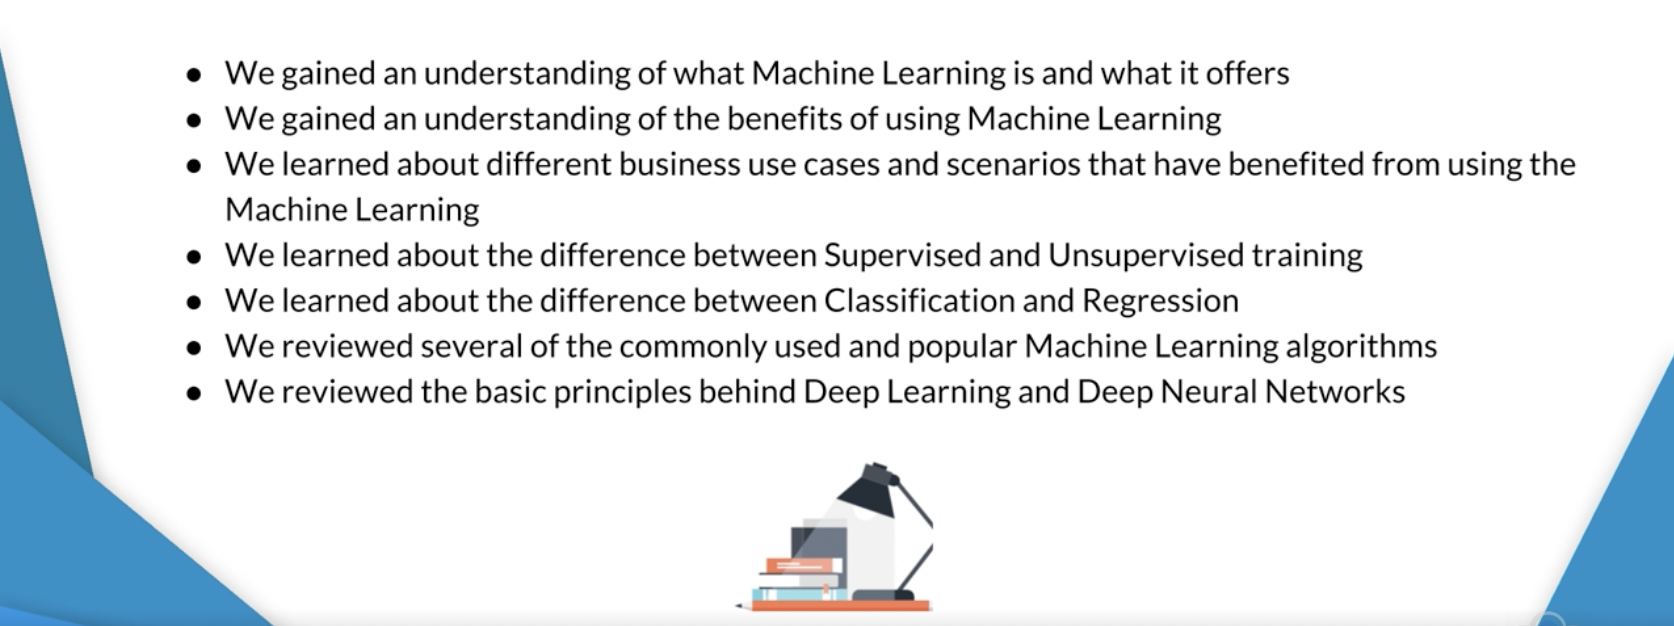 ● We gained an understanding of what Machine Learning is and what it offers
● We gained an understanding of the benefits of using Machine Learning
● We learned about different business use cases and scenarios that have benefited from using the
Machine Learning
● We learned about the difference between Supervised and Unsupervised training
● We learned about the difference between Classification and Regression
● We reviewed several of the commonly used and popular Machine Learning algorithms
● We reviewed the basic principles behind Deep Learning and Deep Neural Networks